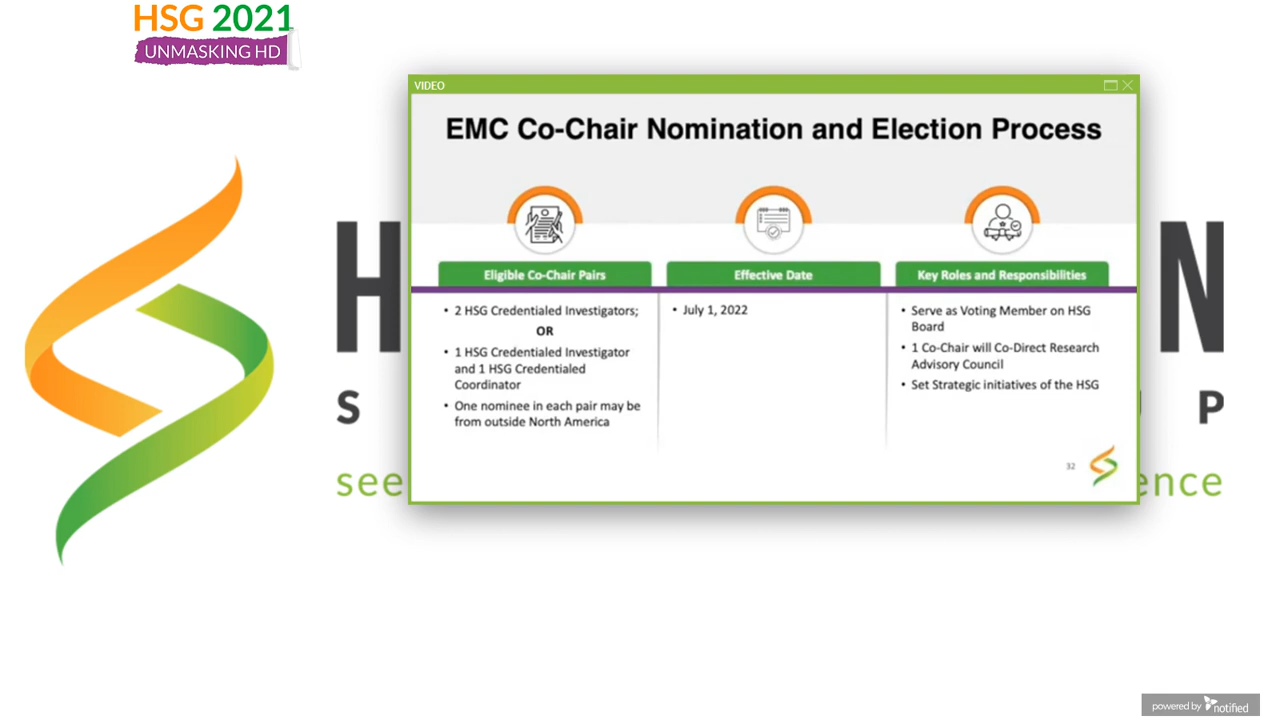 HSG 2021
UNMASKING HD
VIDEO
EMC Co-Chair Nomination and Election Process
Eligible Co-Chair Pairs
• 2 HSG Credentialed Investigators;
OR
• 1 HSG Credentialed Investigator
and 1 HSG Credentialed
Coordinator
• One nominee in each pair may be
from outside North America
Effective Date
• July 1, 2022
Key Roles and Responsibilities
• Serve as Voting Member on HSG
Board
• 1 Co-Chair will Co-Direct Research
Advisory Council
• Set Strategic initiatives of the HSG
32
H N
S P
see ence
powered by notified